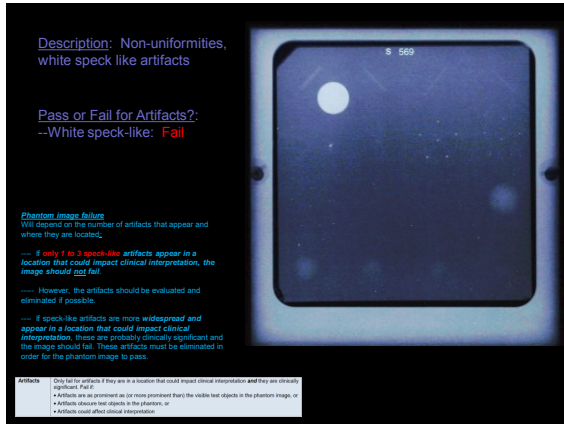 Description:  Non-uniformities,
white speck like artifacts
Pass or Fail for Artifacts?:
--White speck-like:  Fail
S 569
Phantom image failure
Will depend on the number of artifacts that appear and
where they are located:
---- If only 1 to 3 speck-like artifacts appear in a
location that could impact clinical interpretation, the
image should not fail.
----- However, the artifacts should be evaluated and
eliminated if possible.
---- If speck-like artifacts are more widespread and
appear in a location that could impact clinical
interpretation, these are probably clinically significant and
the image should fail. These artifacts must be eliminated in
order for the phantom image to pass.
Artifacts
Only fail for artifacts if they are in a location that could impact clinical interpretation and they are clinically
significant. Fail if:
• Artifacts are as prominent as (or more prominent than) the visible test objects in the phantom image, or
• Artifacts obscure test objects in the phantom, or
• Artifacts could affect clinical interpretation